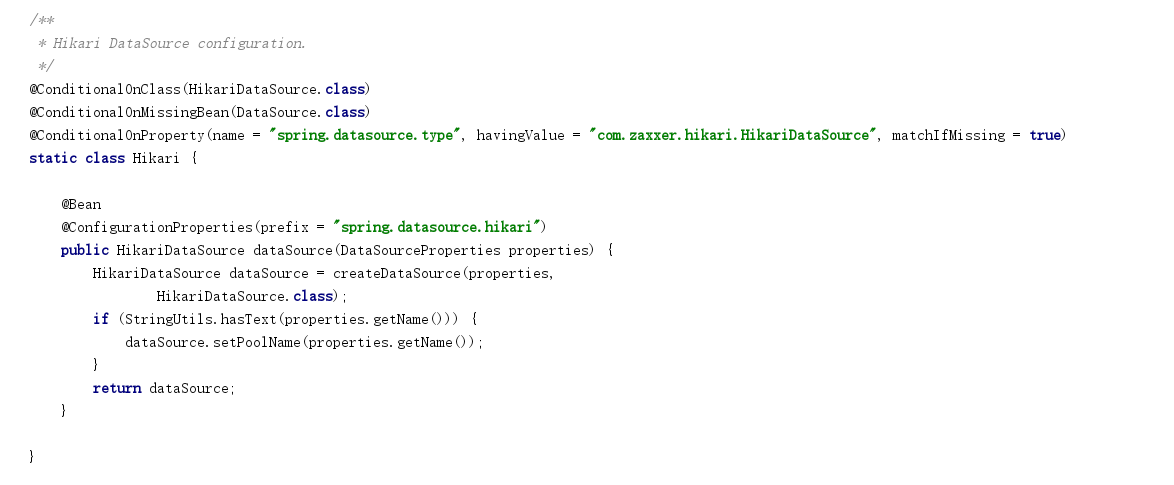 /**
 * Hikari DataSource configuration.
 */
@ConditionalOnClass(HikariDataSource.class)
@ConditionalOnMissingBean(DataSource.class)
@ConditionalOnProperty(name = "spring.datasource.type", havingValue = "com.zaxxer.hikari.HikariDataSource", matchIfMissing = true)
static class Hikari {
    @Bean
    @ConfigurationProperties(prefix = "spring.datasource.hikari")
    public HikariDataSource dataSource(DataSourceProperties properties) {
        HikariDataSource dataSource = createDataSource(properties,
                HikariDataSource.class);
        if (StringUtils.hasText(properties.getName())) {
            dataSource.setPoolName(properties.getName());
        }
        return dataSource;
    }
}